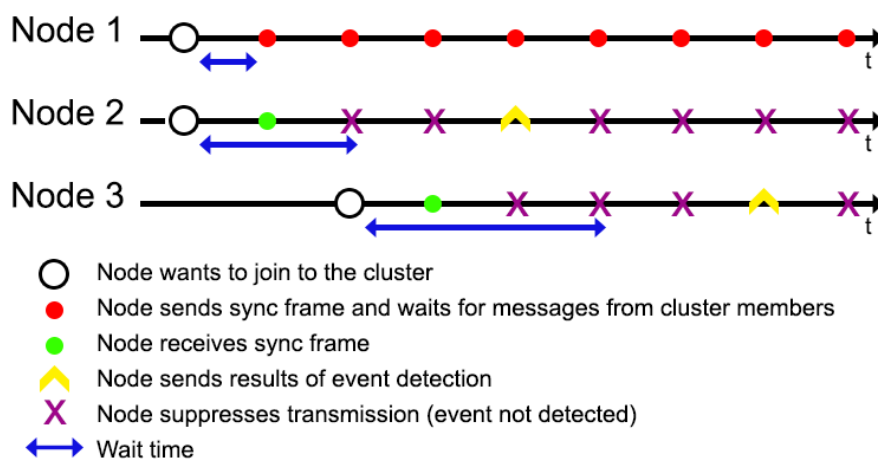 Node 1
t
Node 2
t
Node 3
t
Node wants to join to the cluster
Node sends sync frame and waits for messages from cluster members
Node receives sync frame
Node sends results of event detection
Node suppresses transmission (event not detected)
Wait time